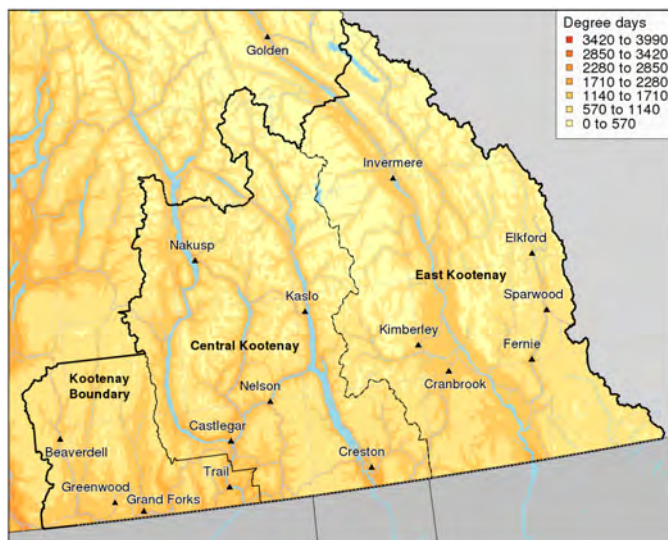 Degree days
3420 to 3990
2850 to 3420
2280 to 2850
1710 to 2280
1140 to 1710
570 to 1140
0 to 570
Golden
Invermere
Nakusp
Elkford
East Kootenay
Kaslo
Sparwood
Central Kootenay
Kimberley
Fernie
Kootenay
Boundary
Nelson
Cranbrook
Castlegar
Beaverdell
Creston
Trail
Greenwood
Grand Forks